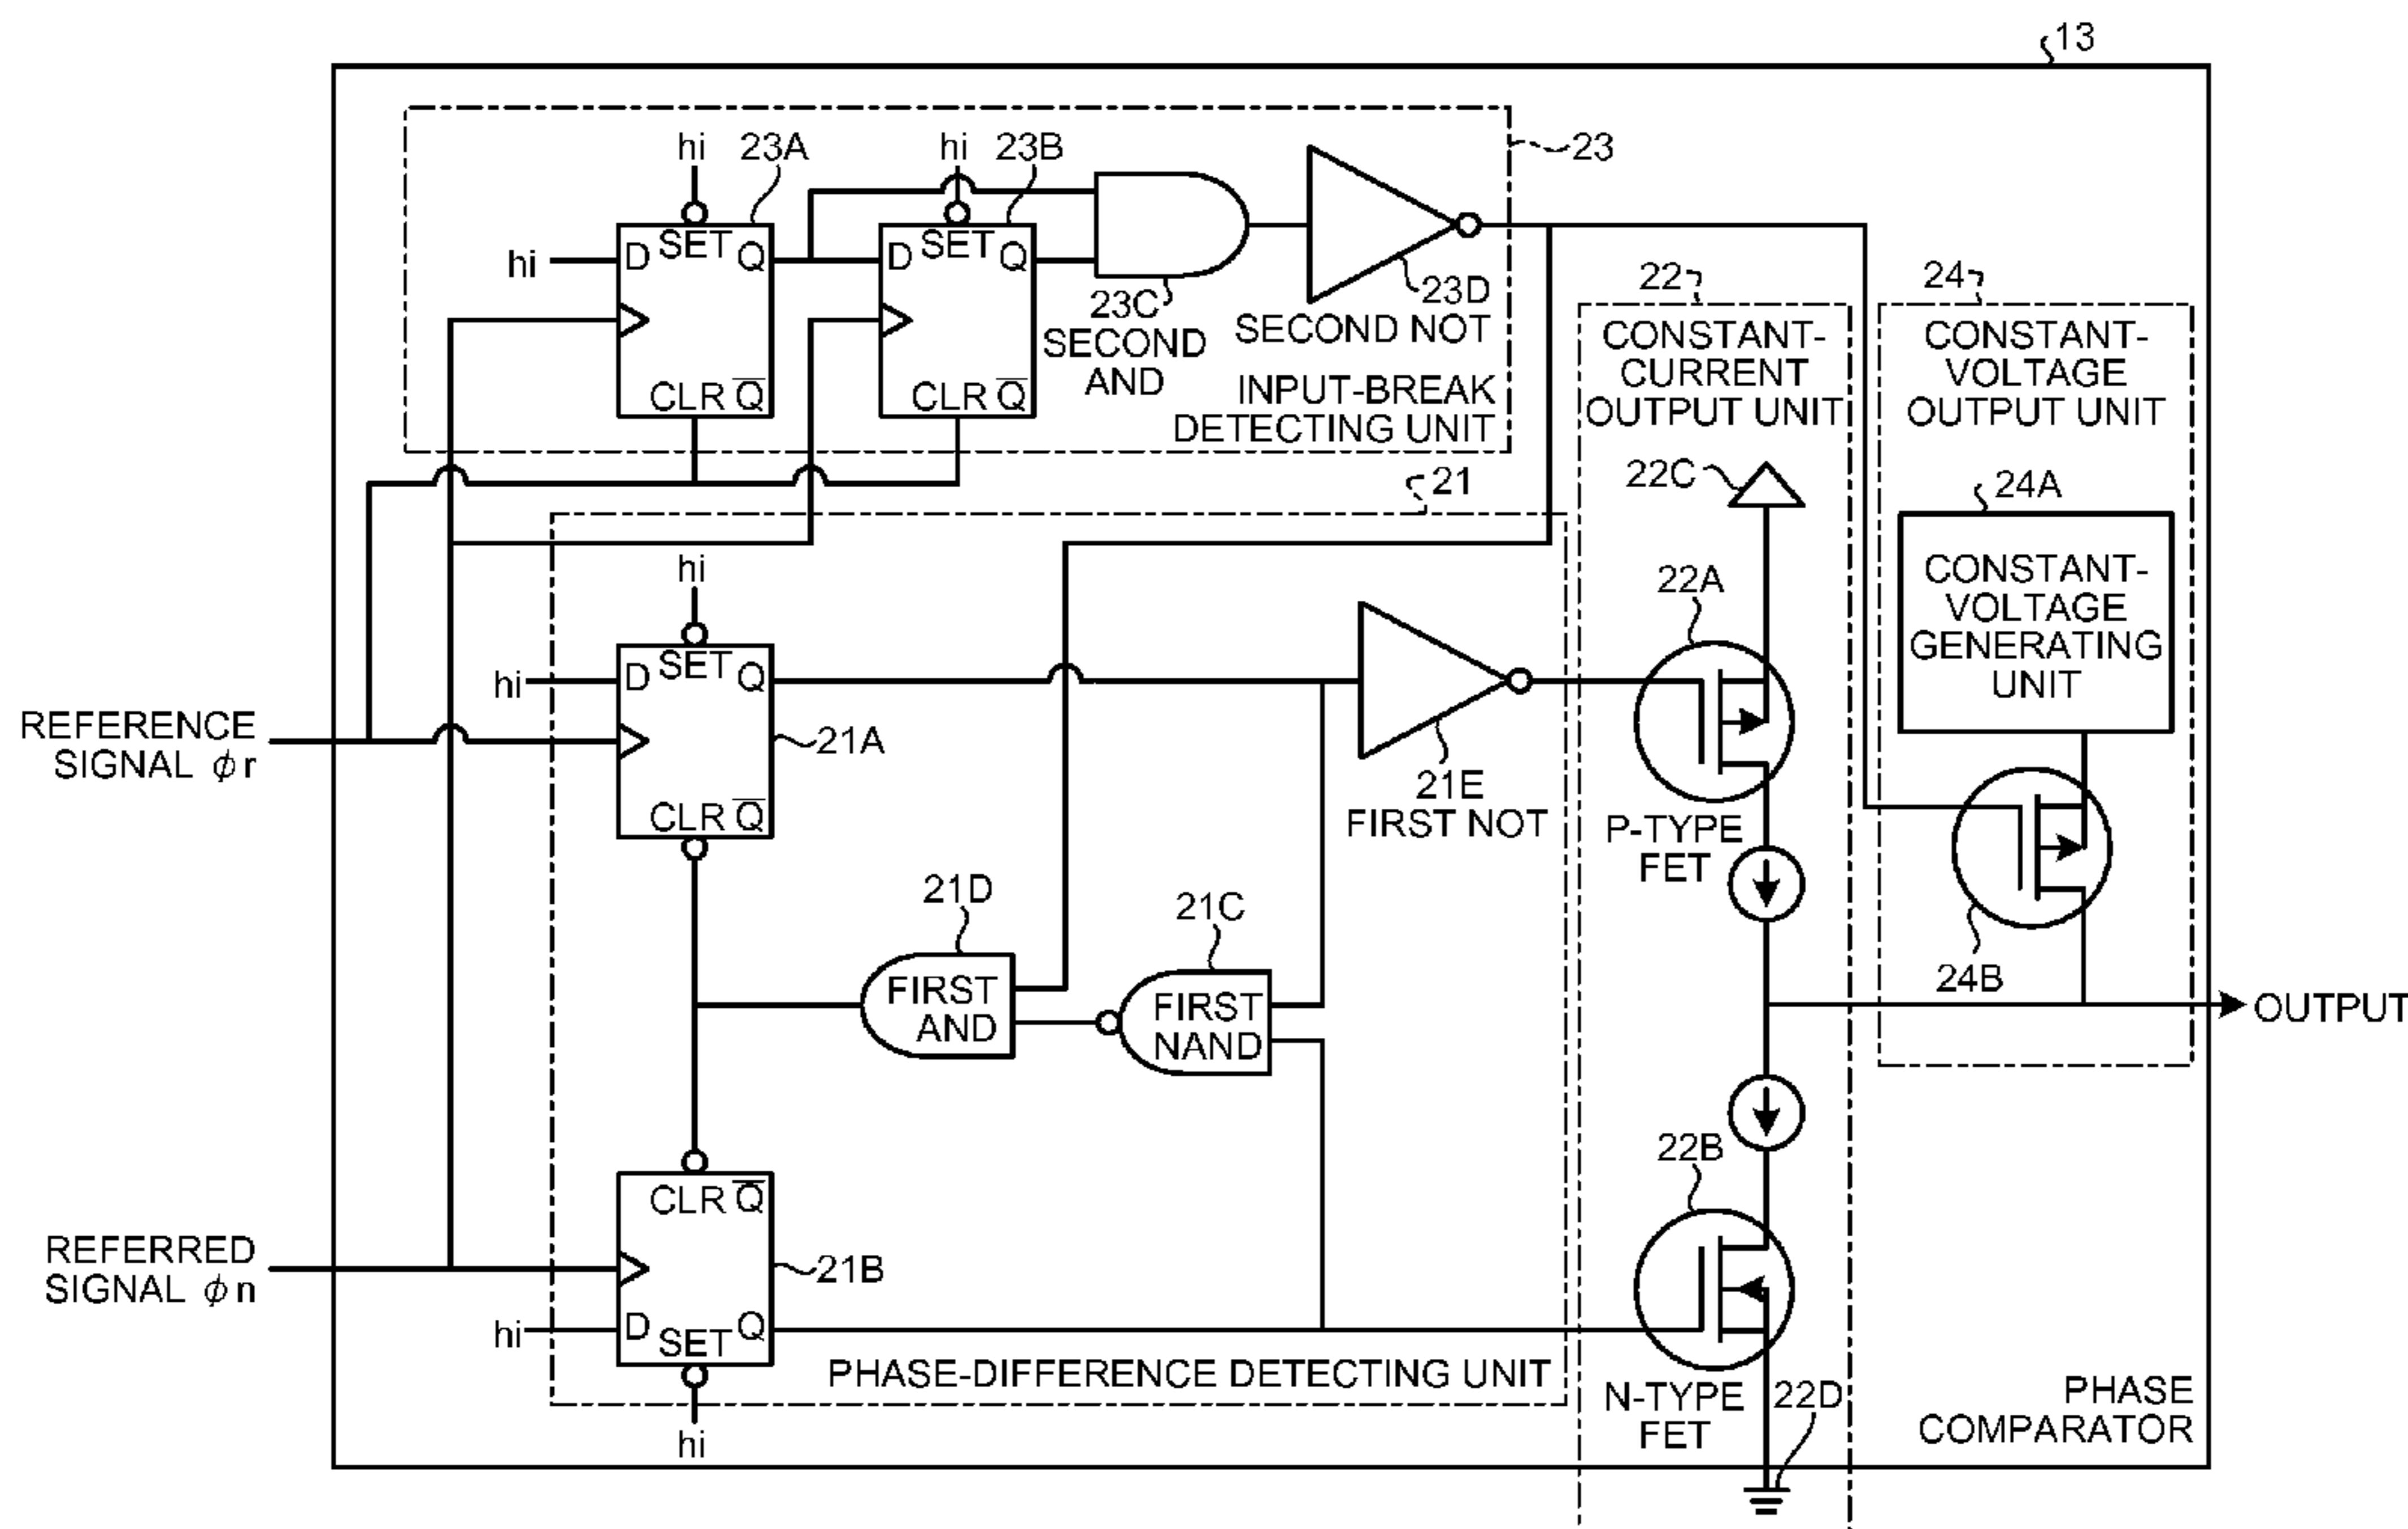 13
hi
23A
hi
23B
23
hi
D
SET
Q
D
SET
Q
CLR Q
CLR Q
23C
SECOND
AND
23D
SECOND NOT
INPUT-BREAK
DETECTING UNIT
22
CONSTANT-
CURRENT
OUTPUT UNIT
24
CONSTANT-
VOLTAGE
OUTPUT UNIT
21
22C
24A
CONSTANT-
VOLTAGE
GENERATING
UNIT
hi
hi
D
SET
Q
CLR Q
21A
REFERENCE
SIGNAL φr
21E
FIRST NOT
22A
P-TYPE
FET
24B
21D
FIRST
AND
21C
FIRST
NAND
OUTPUT
REFERRED
SIGNAL φn
CLR Q
21B
hi
D
SET
Q
hi
PHASE-DIFFERENCE DETECTING UNIT
22B
N-TYPE
FET
22D
PHASE
COMPARATOR